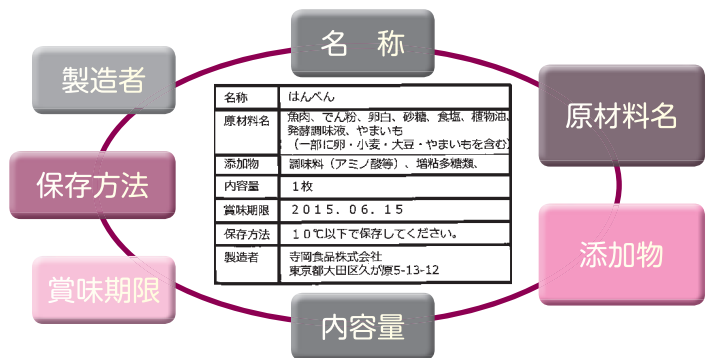 名　称
製造者
原材料名
保存方法
添加物
賞味期限
内容量
名称　はんぺん
原材料名　魚肉、でん粉、卵白、砂糖、食塩、植物油、
発酵調味液、やまいも
（一部に卵・小麦・大豆・やまいもを含む）
添加物　調味料（アミノ酸等）、増粘多糖類、
内容量　１枚
賞味期限　２０１５．０６．１５
保存方法　１０℃以下で保存してください。
製造者　寺岡食品株式会社
東京都大田区久が原5-13-12